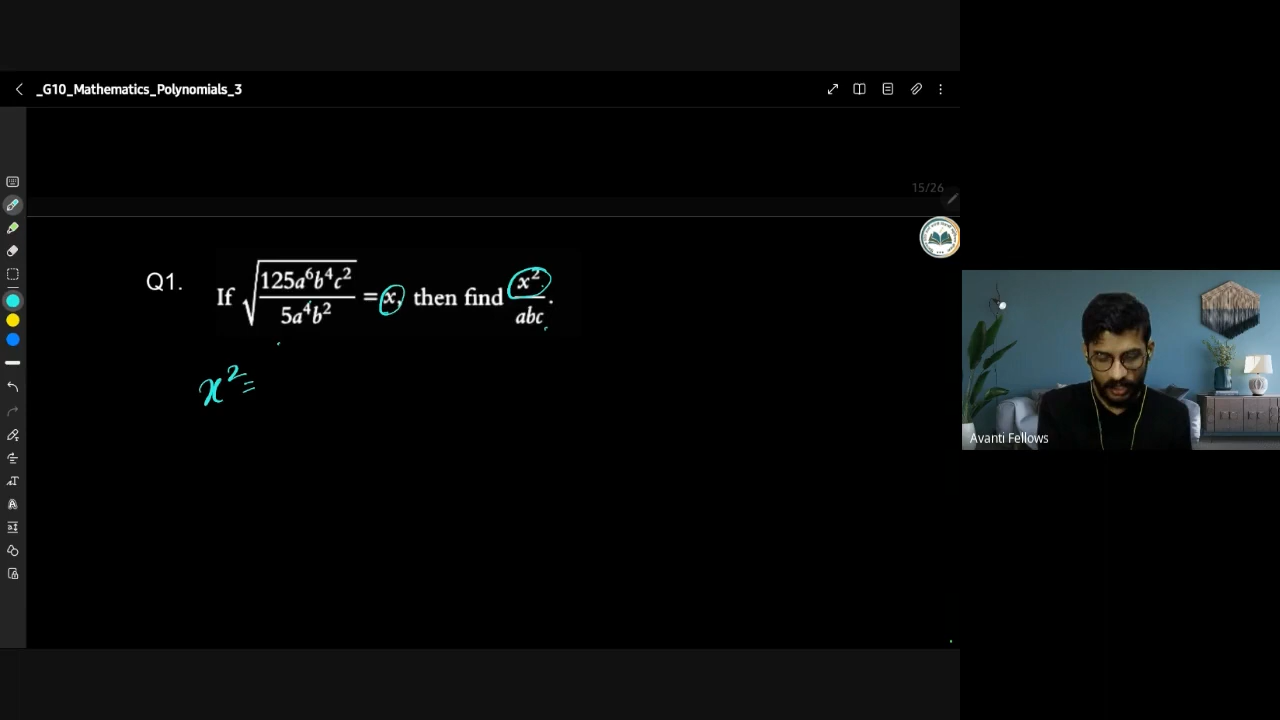 _G10_Mathematics_Polynomials_3
15/26
Q1. If √(125a⁶b⁴c² / 5a⁴b²) = x, then find x²/abc.
x² =
Avanti Fellows